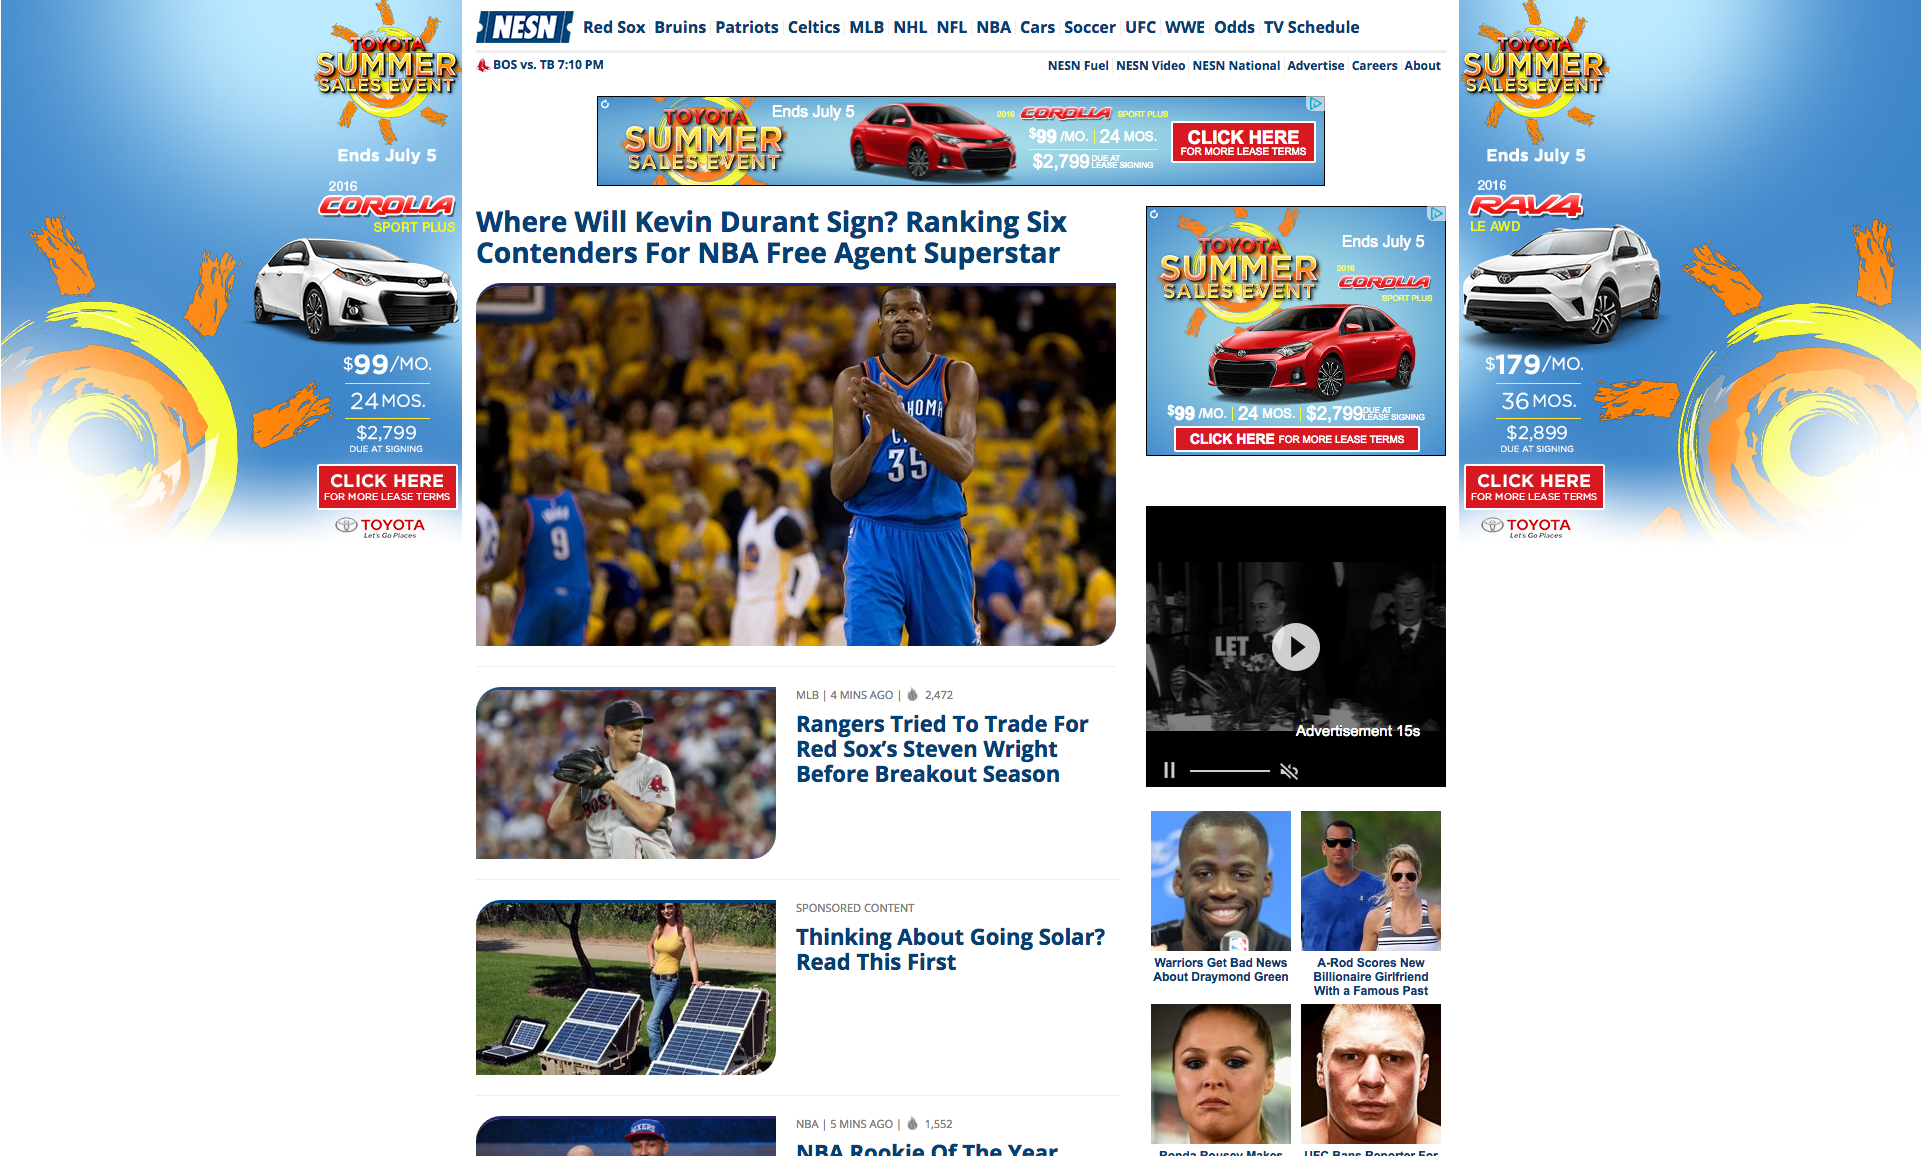 TOYOTA
SUMMER
SALES EVENT
Ends July 5
2016
COROLLA
SPORT PLUS
$99/MO.
24 MOS.
$2,799
DUE AT SIGNING
CLICK HERE
FOR MORE LEASE TERMS
TOYOTA
Let's Go Places
NESN
Red Sox Bruins Patriots Celtics MLB NHL NFL NBA Cars Soccer UFC WWE Odds TV Schedule
BOS vs. TB 7:10 PM
NESN Fuel NESN Video NESN National Advertise Careers About
TOYOTA
SUMMER
SALES EVENT
Ends July 5
2016 COROLLA SPORT PLUS
$99 /MO. | 24 MOS.
$2,799 DUE AT LEASE SIGNING
CLICK HERE
FOR MORE LEASE TERMS
Where Will Kevin Durant Sign? Ranking Six
Contenders For NBA Free Agent Superstar
35
9
MLB | 4 MINS AGO | 2,472
Rangers Tried To Trade For
Red Sox's Steven Wright
Before Breakout Season
BOSTON
SPONSORED CONTENT
Thinking About Going Solar?
Read This First
NBA | 5 MINS AGO | 1,552
NBA Rookie Of The Year
SIXERS
TOYOTA
SUMMER
SALES EVENT
Ends July 5
2016
COROLLA
SPORT PLUS
$99 /MO. | 24 MOS. | $2,799 DUE AT LEASE SIGNING
CLICK HERE FOR MORE LEASE TERMS
LET
Advertisement 15s
Warriors Get Bad News
About Draymond Green
A-Rod Scores New
Billionaire Girlfriend
With a Famous Past
Ronda Rousey Makes
UFC Bans Reporter For
TOYOTA
SUMMER
SALES EVENT
Ends July 5
2016
RAV4
LE AWD
$179/MO.
36 MOS.
$2,899
DUE AT SIGNING
CLICK HERE
FOR MORE LEASE TERMS
TOYOTA
Let's Go Places